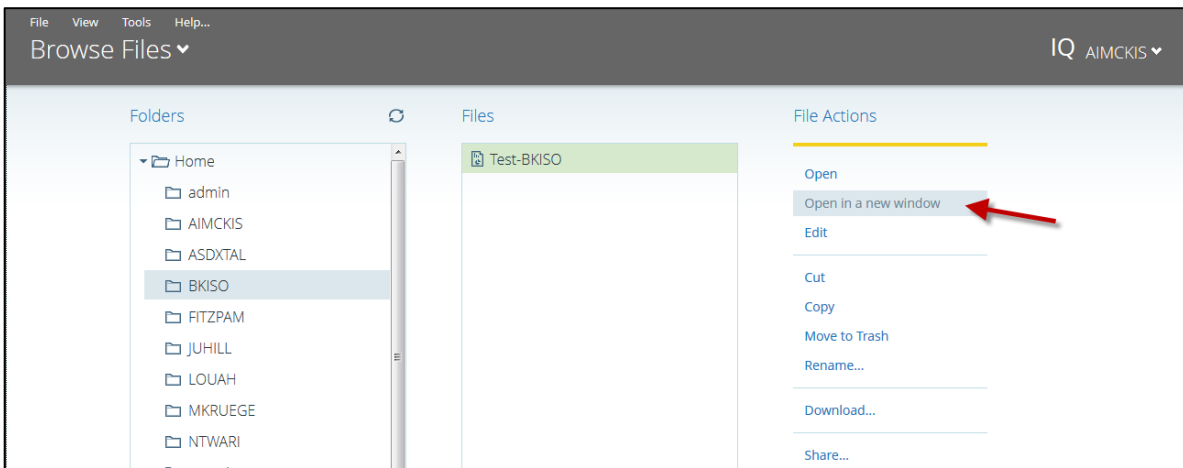 File View Tools Help...
Browse Files
IQ AIMCKIS
Folders
Home
admin
AIMCKIS
ASDXTAL
BKISO
FITZPAM
JUHILL
LOUAH
MKRUEGE
NTWARI
Files
Test-BKISO
File Actions
Open
Open in a new window
Edit
Cut
Copy
Move to Trash
Rename...
Download...
Share...